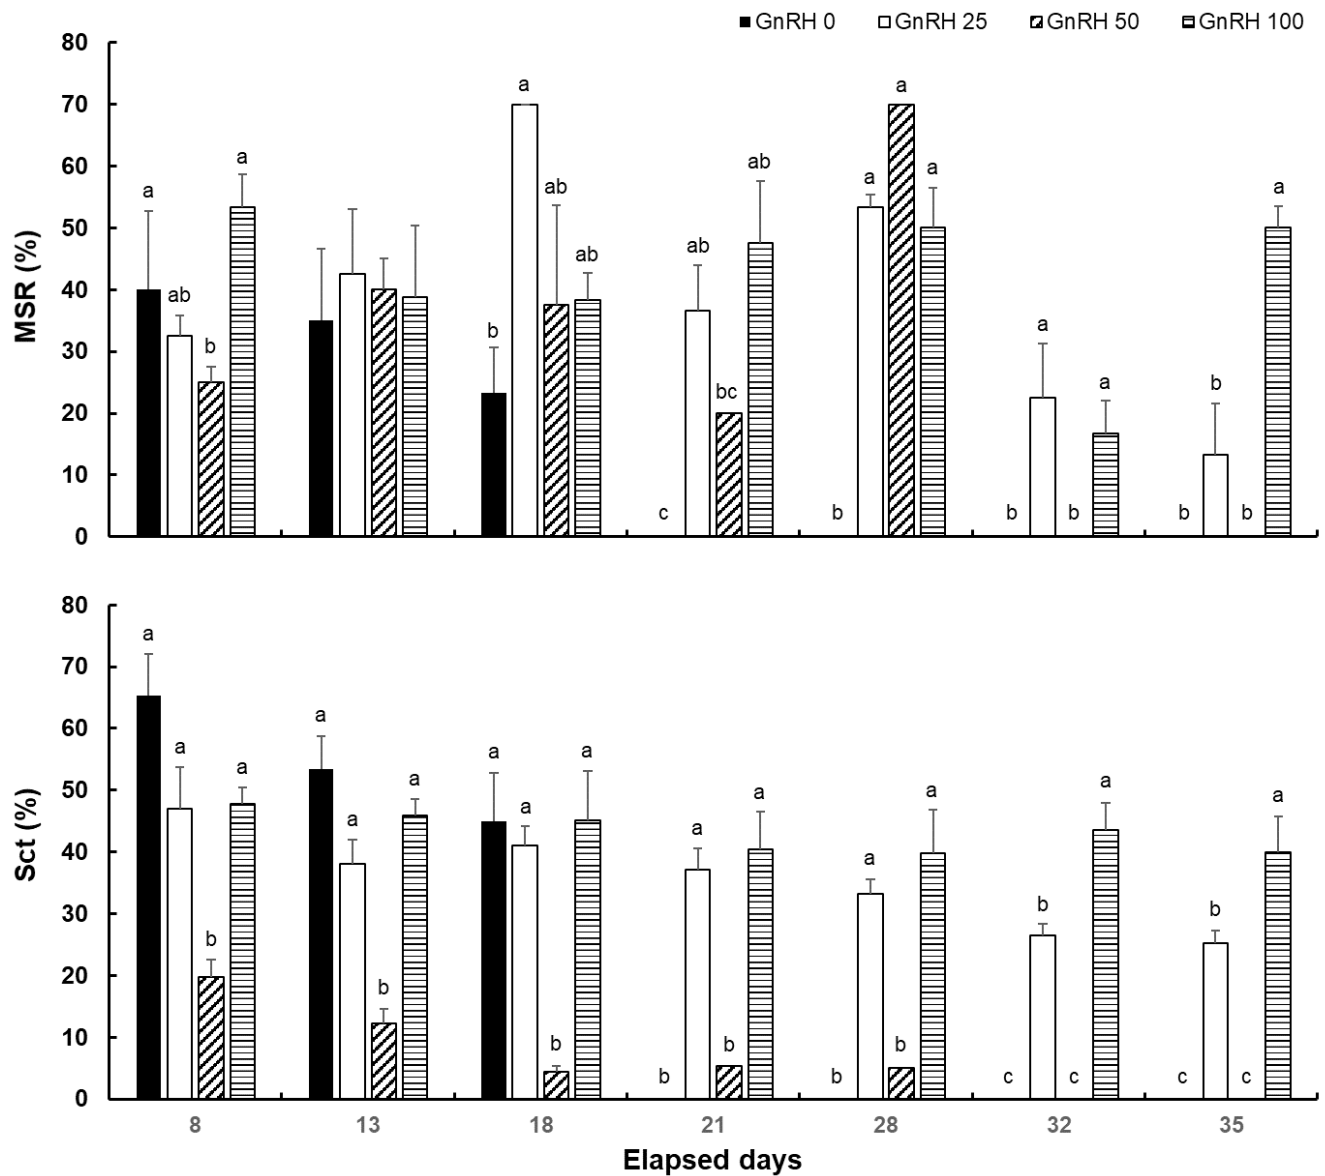 GnRH 0 GnRH 25 GnRH 50 GnRH 100
80
a a
70
a
a a a
60
ab ab
a
50
40
ab ab ab
a
30
b b b
a
20
bc
10
0
c b b b b b
MSR (%)
80
a
70
a
60
a a a a
50
a a a a a a
40
a a
30
b b
20
b
10
b b b b
0
b b c c c c
Sct (%)
8 13 18 21 28 32 35
Elapsed days